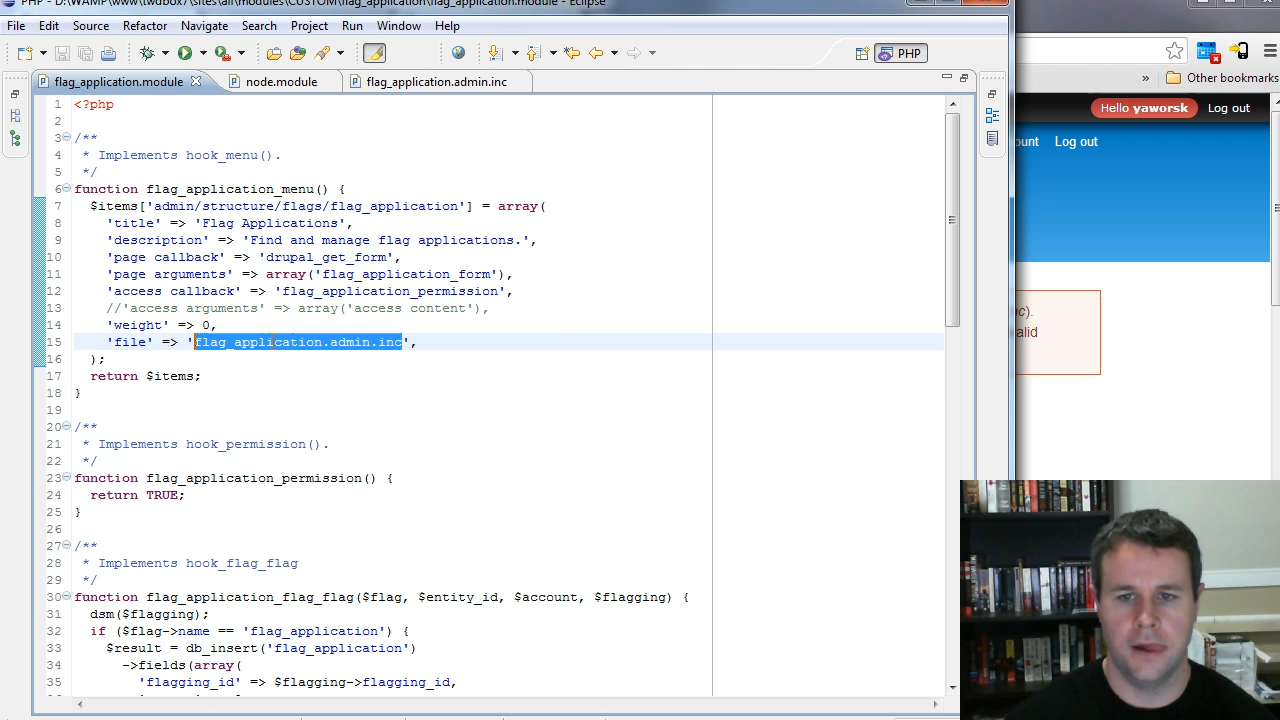 PHP - D:\WAMP\www\twdbox7\sites\all\modules\CUSTOM\flag_application\flag_application.module - Eclipse
File Edit Source Refactor Navigate Search Project Run Window Help
PHP
flag_application.module node.module flag_application.admin.inc
1 <?php
2
3 /**
4 * Implements hook_menu().
5 */
6 function flag_application_menu() {
7 $items['admin/structure/flags/flag_application'] = array(
8 'title' => 'Flag Applications',
9 'description' => 'Find and manage flag applications.',
10 'page callback' => 'drupal_get_form',
11 'page arguments' => array('flag_application_form'),
12 'access callback' => 'flag_application_permission',
13 //'access arguments' => array('access content'),
14 'weight' => 0,
15 'file' => 'flag_application.admin.inc',
16 );
17 return $items;
18 }
19
20 /**
21 * Implements hook_permission().
22 */
23 function flag_application_permission() {
24 return TRUE;
25 }
26
27 /**
28 * Implements hook_flag_flag
29 */
30 function flag_application_flag_flag($flag, $entity_id, $account, $flagging) {
31 dsm($flagging);
32 if ($flag->name == 'flag_application') {
33 $result = db_insert('flag_application')
34 ->fields(array(
35 'flagging_id' => $flagging->flagging_id,
» Other bookmarks
Hello yaworsk Log out
ount Log out
c).
alid